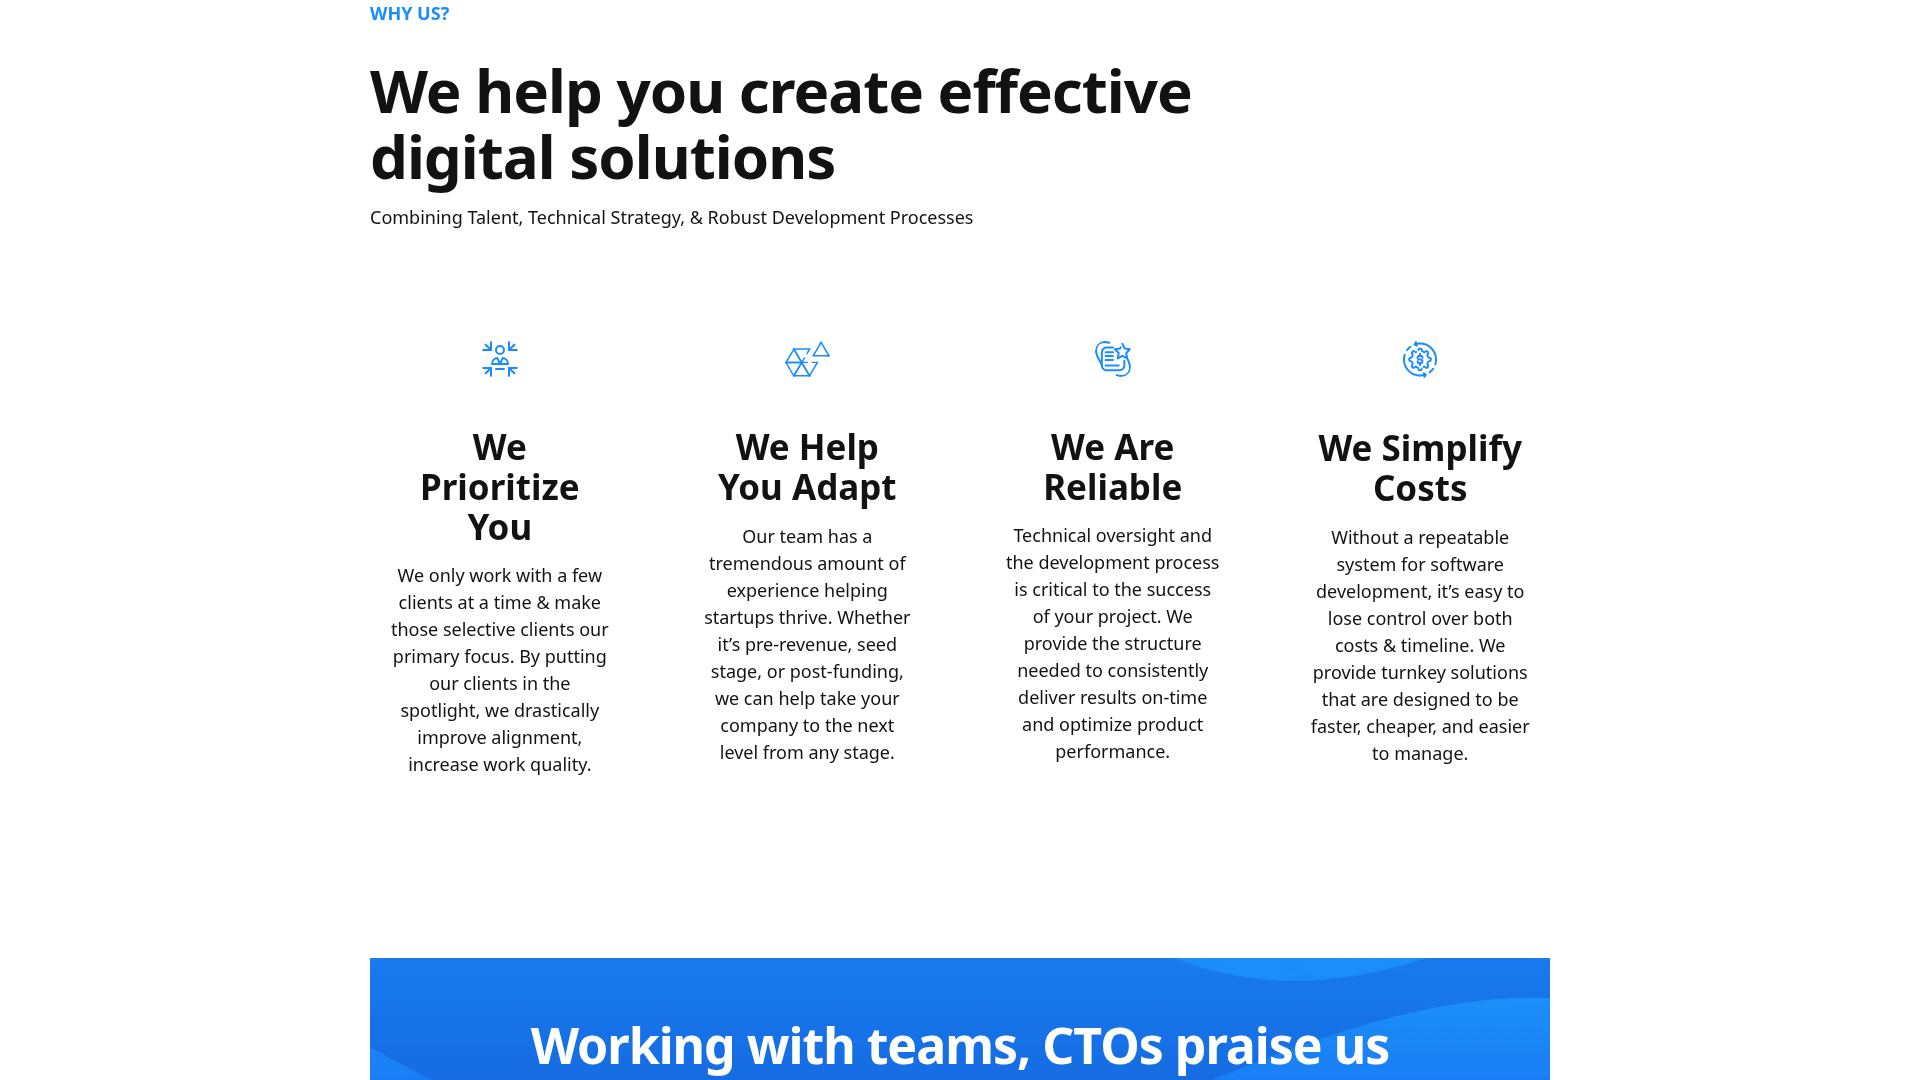 WHY US?
We help you create effective
digital solutions
Combining Talent, Technical Strategy, & Robust Development Processes
We
Prioritize
You
We only work with a few
clients at a time & make
those selective clients our
primary focus. By putting
our clients in the
spotlight, we drastically
improve alignment,
increase work quality.
We Help
You Adapt
Our team has a
tremendous amount of
experience helping
startups thrive. Whether
it’s pre-revenue, seed
stage, or post-funding,
we can help take your
company to the next
level from any stage.
We Are
Reliable
Technical oversight and
the development process
is critical to the success
of your project. We
provide the structure
needed to consistently
deliver results on-time
and optimize product
performance.
We Simplify
Costs
Without a repeatable
system for software
development, it’s easy to
lose control over both
costs & timeline. We
provide turnkey solutions
that are designed to be
faster, cheaper, and easier
to manage.
Working with teams, CTOs praise us